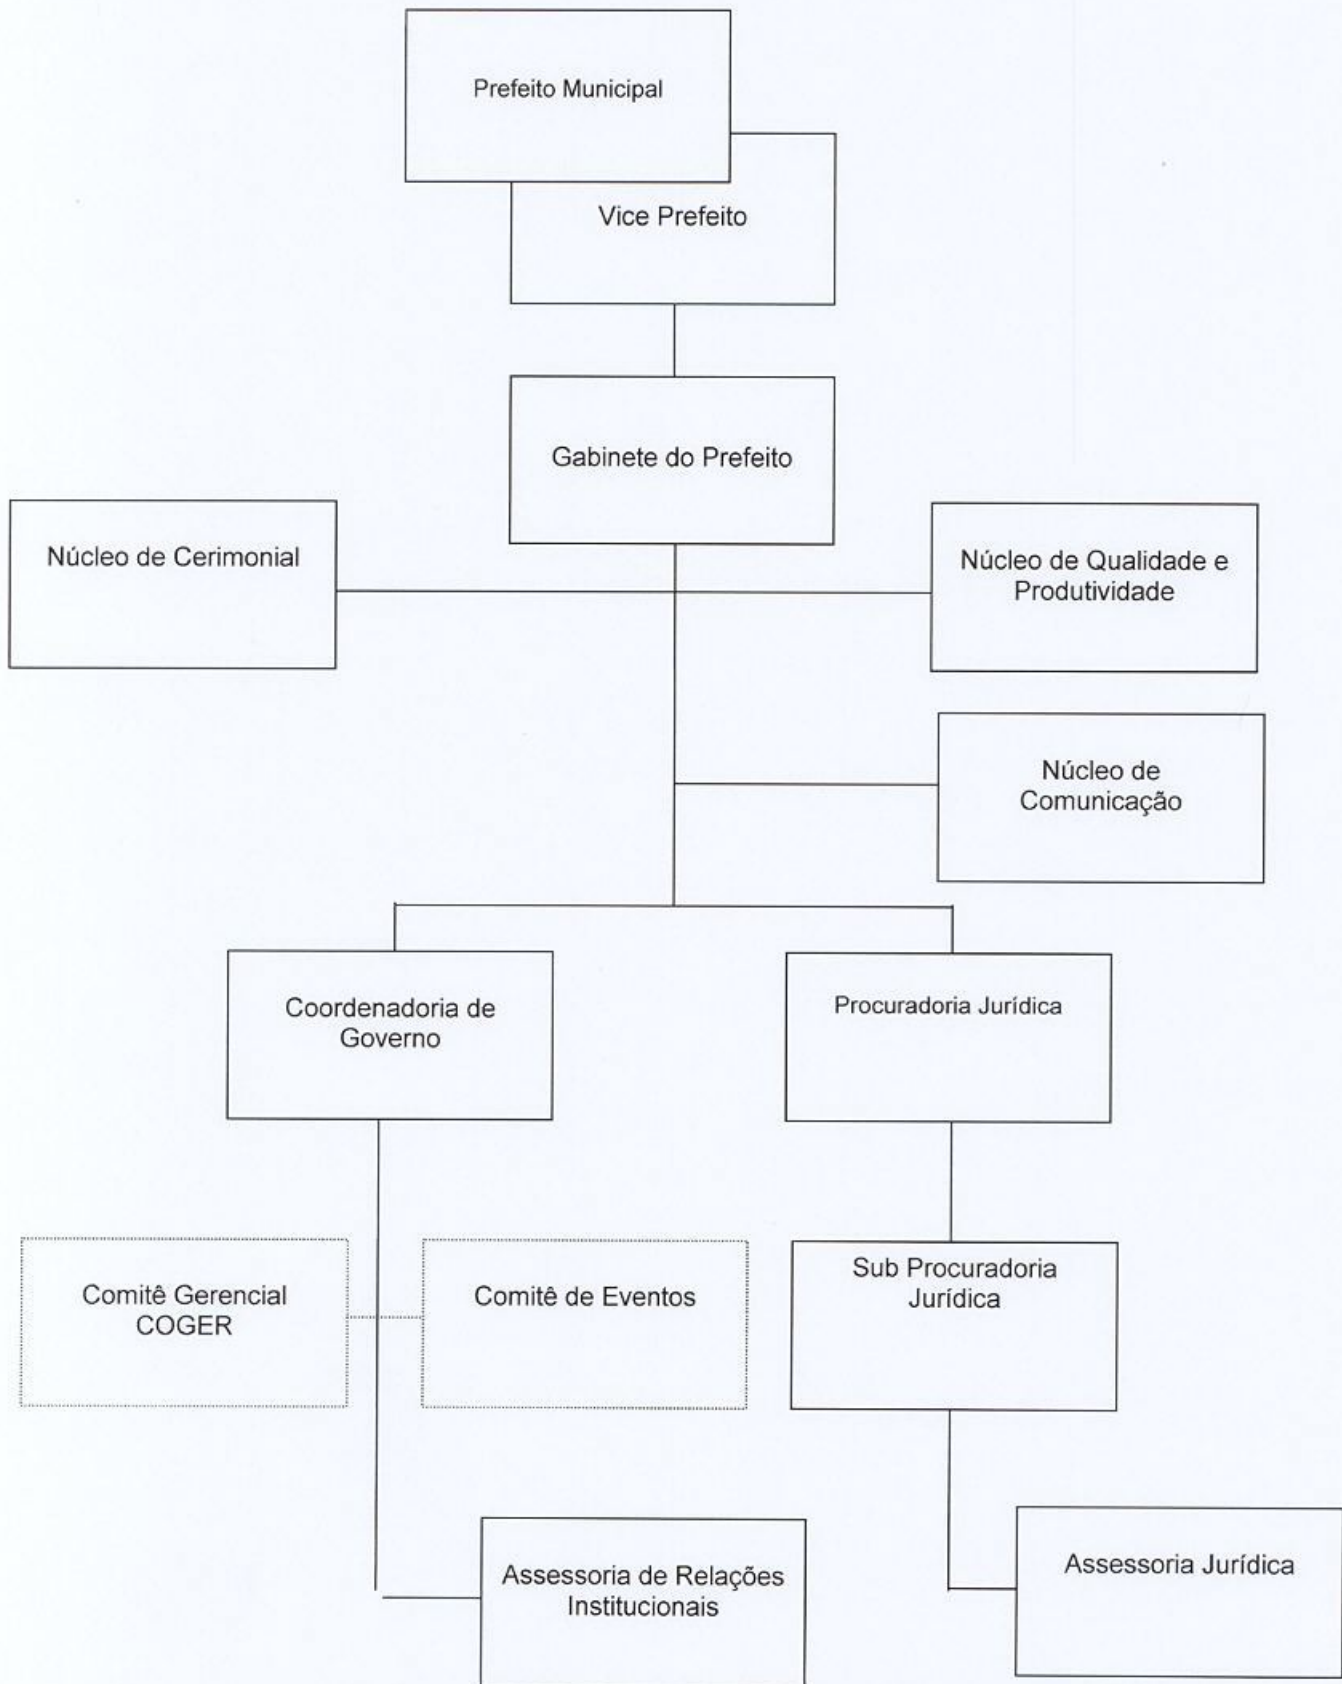 Prefeito Municipal
Vice Prefeito
Gabinete do Prefeito
Núcleo de Cerimonial
Núcleo de Qualidade e
Produtividade
Núcleo de
Comunicação
Coordenadoria de
Governo
Procuradoria Jurídica
Comitê Gerencial
COGER
Comitê de Eventos
Sub Procuradoria
Jurídica
Assessoria de Relações
Institucionais
Assessoria Jurídica